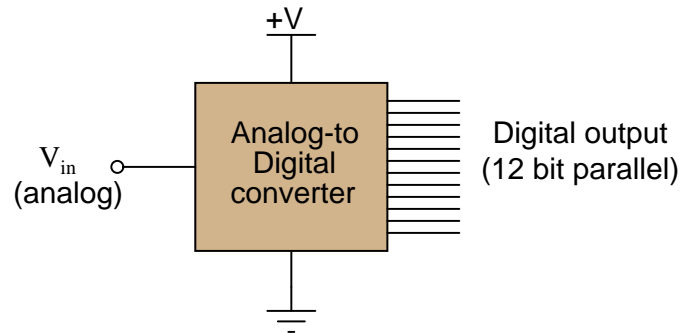 +V
Analog-to
Digital
converter
V_in
(analog)
Digital output
(12 bit parallel)